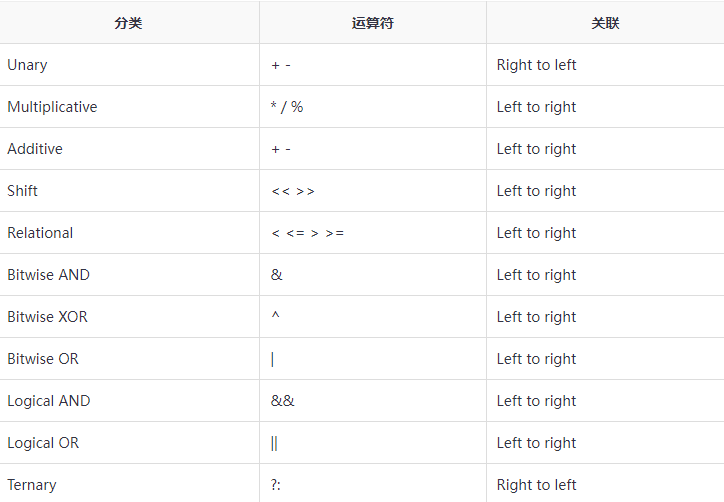 分类 运算符 关联
Unary + - Right to left
Multiplicative * / % Left to right
Additive + - Left to right
Shift << >> Left to right
Relational < <= > >= Left to right
Bitwise AND & Left to right
Bitwise XOR ^ Left to right
Bitwise OR | Left to right
Logical AND && Left to right
Logical OR || Left to right
Ternary ?: Right to left